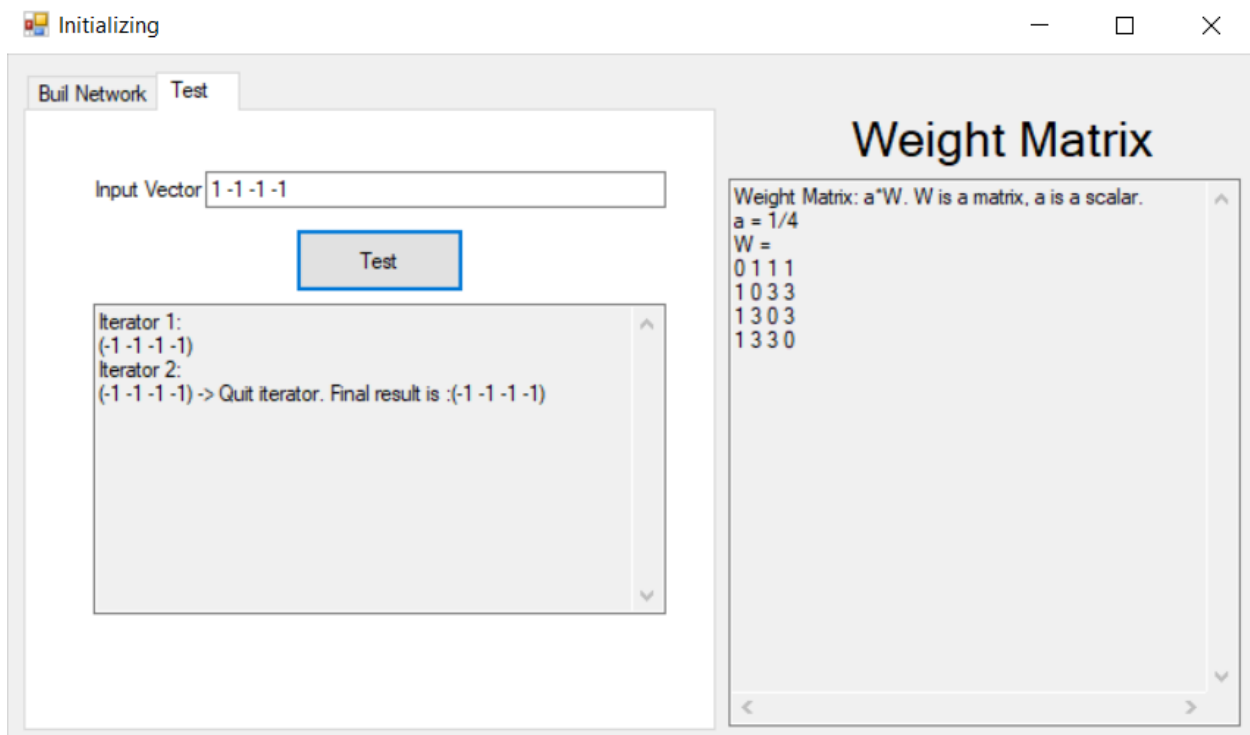 Initializing
Buil Network
Test
Input Vector
1 -1 -1 -1
Test
Iterator 1:
(-1 -1 -1 -1)
Iterator 2:
(-1 -1 -1 -1) -> Quit iterator. Final result is :(-1 -1 -1 -1)
Weight Matrix
Weight Matrix: a*W. W is a matrix, a is a scalar.
a = 1/4
W =
0 1 1 1
1 0 3 3
1 3 0 3
1 3 3 0